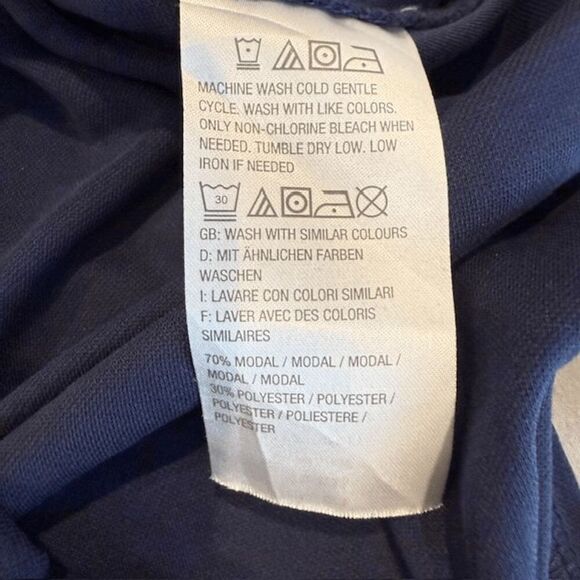 MACHINE WASH COLD GENTLE
CYCLE. WASH WITH LIKE COLORS.
ONLY NON-CHLORINE BLEACH WHEN
NEEDED. TUMBLE DRY LOW. LOW
IRON IF NEEDED
30
GB: WASH WITH SIMILAR COLOURS
D: MIT ÄHNLICHEN FARBEN
WASCHEN
I: LAVARE CON COLORI SIMILARI
F: LAVER AVEC DES COLORIS
SIMILAIRES
70% MODAL / MODAL / MODAL /
MODAL / MODAL
30% POLYESTER / POLYESTER /
POLYESTER / POLIESTERE /
POLYESTER